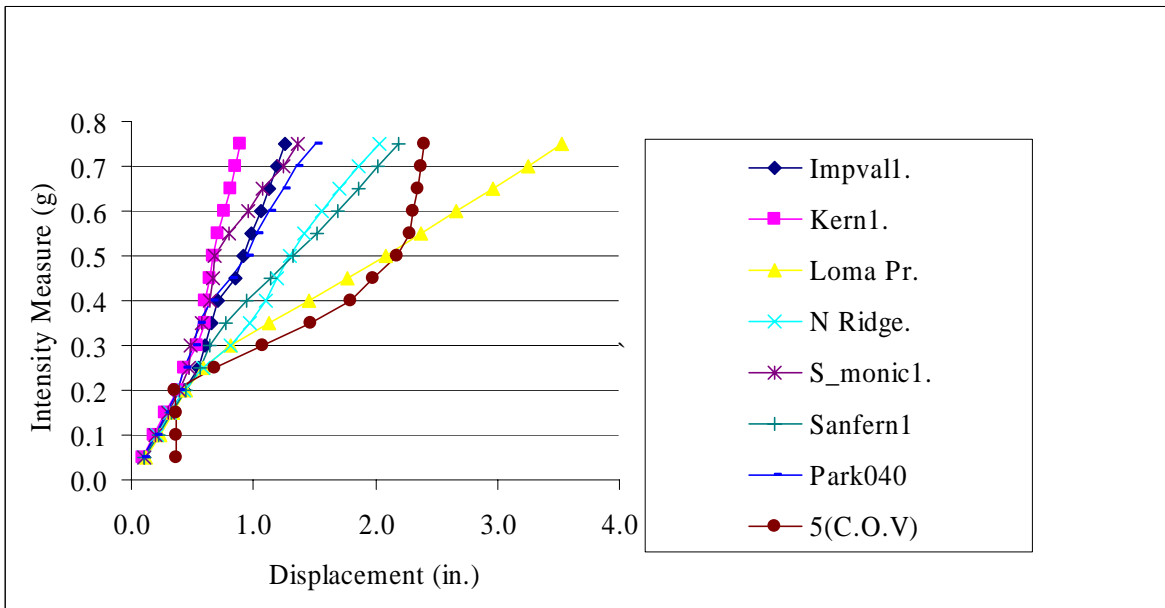 Intensity Measure (g)
0.8
0.7
0.6
0.5
0.4
0.3
0.2
0.1
0.0
0.0 1.0 2.0 3.0 4.0
Displacement (in.)
Impval1.
Kern1.
Loma Pr.
N Ridge.
S_monic1.
Sanfern1
Park040
5(C.O.V)